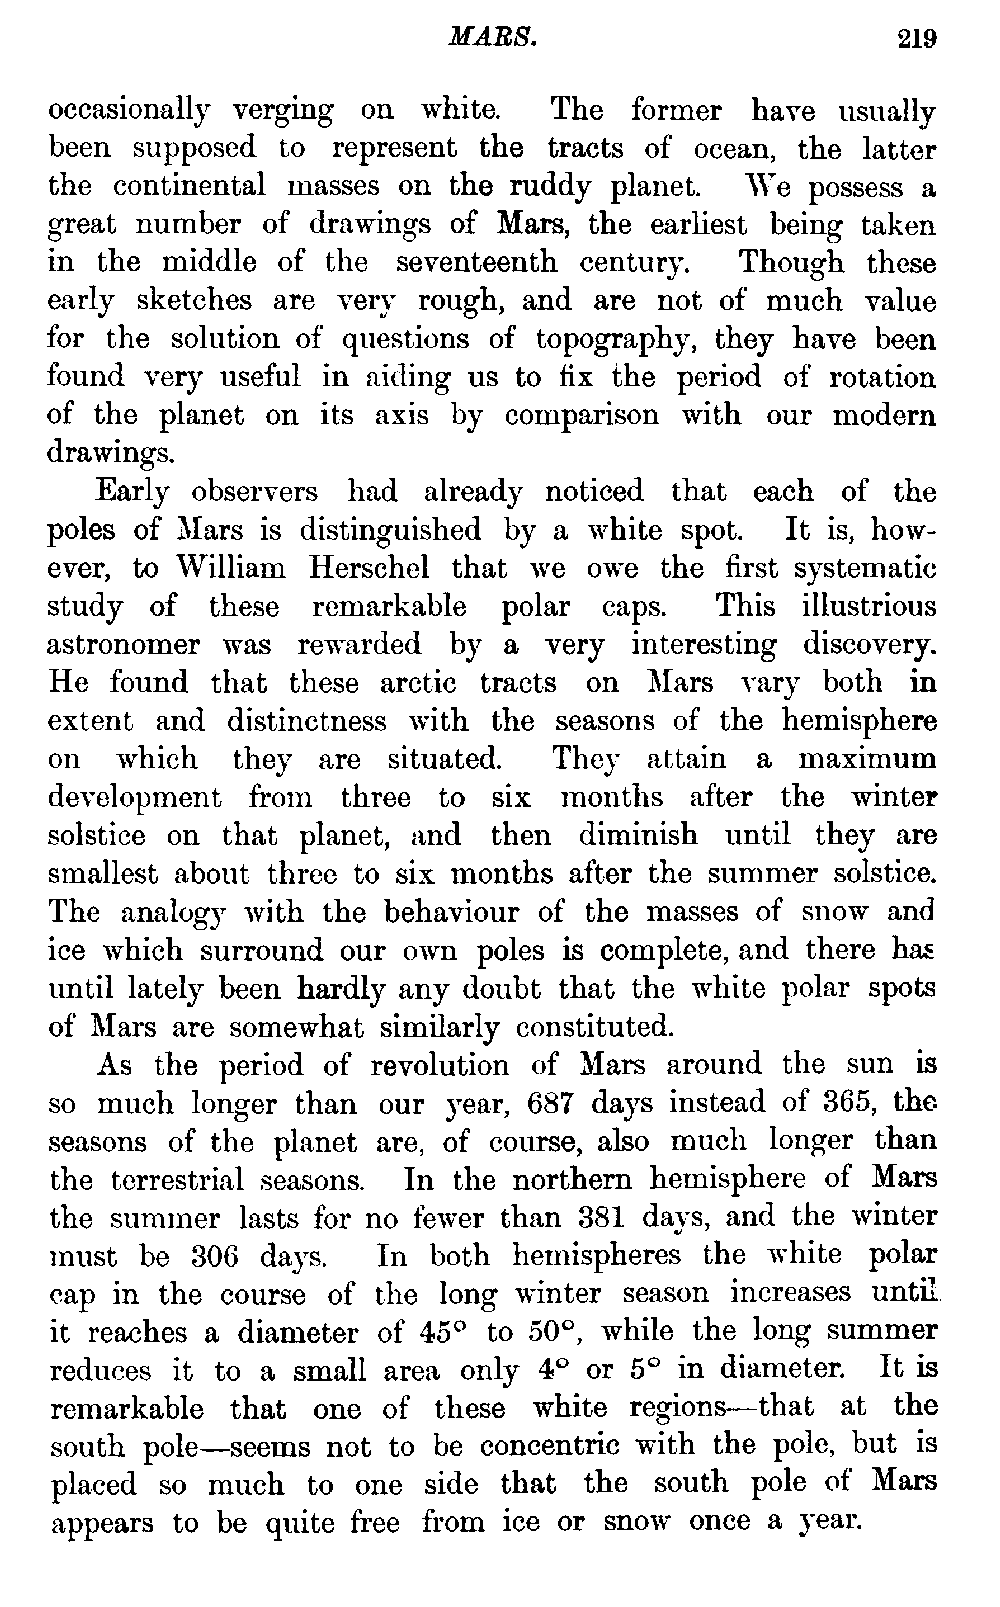 MARS. 219
occasionally verging on white. The former have usually
been supposed to represent the tracts of ocean, the latter
the continental masses on the ruddy planet. We possess a
great number of drawings of Mars, the earliest being taken
in the middle of the seventeenth century. Though these
early sketches are very rough, and are not of much value
for the solution of questions of topography, they have been
found very useful in aiding us to fix the period of rotation
of the planet on its axis by comparison with our modern
drawings.
Early observers had already noticed that each of the
poles of Mars is distinguished by a white spot. It is, how-
ever, to William Herschel that we owe the first systematic
study of these remarkable polar caps. This illustrious
astronomer was rewarded by a very interesting discovery.
He found that these arctic tracts on Mars vary both in
extent and distinctness with the seasons of the hemisphere
on which they are situated. They attain a maximum
development from three to six months after the winter
solstice on that planet, and then diminish until they are
smallest about three to six months after the summer solstice.
The analogy with the behaviour of the masses of snow and
ice which surround our own poles is complete, and there has
until lately been hardly any doubt that the white polar spots
of Mars are somewhat similarly constituted.
As the period of revolution of Mars around the sun is
so much longer than our year, 687 days instead of 365, the
seasons of the planet are, of course, also much longer than
the terrestrial seasons. In the northern hemisphere of Mars
the summer lasts for no fewer than 381 days, and the winter
must be 306 days. In both hemispheres the white polar
cap in the course of the long winter season increases until
it reaches a diameter of 45° to 50°, while the long summer
reduces it to a small area only 4° or 5° in diameter. It is
remarkable that one of these white regions—that at the
south pole—seems not to be concentric with the pole, but is
placed so much to one side that the south pole of Mars
appears to be quite free from ice or snow once a year.